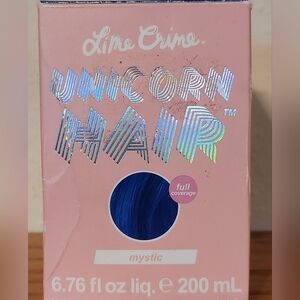 Lime Crime.
UNICORN
HAIR™
full
coverage
mystic
6.76 fl oz liq. ℮ 200 mL